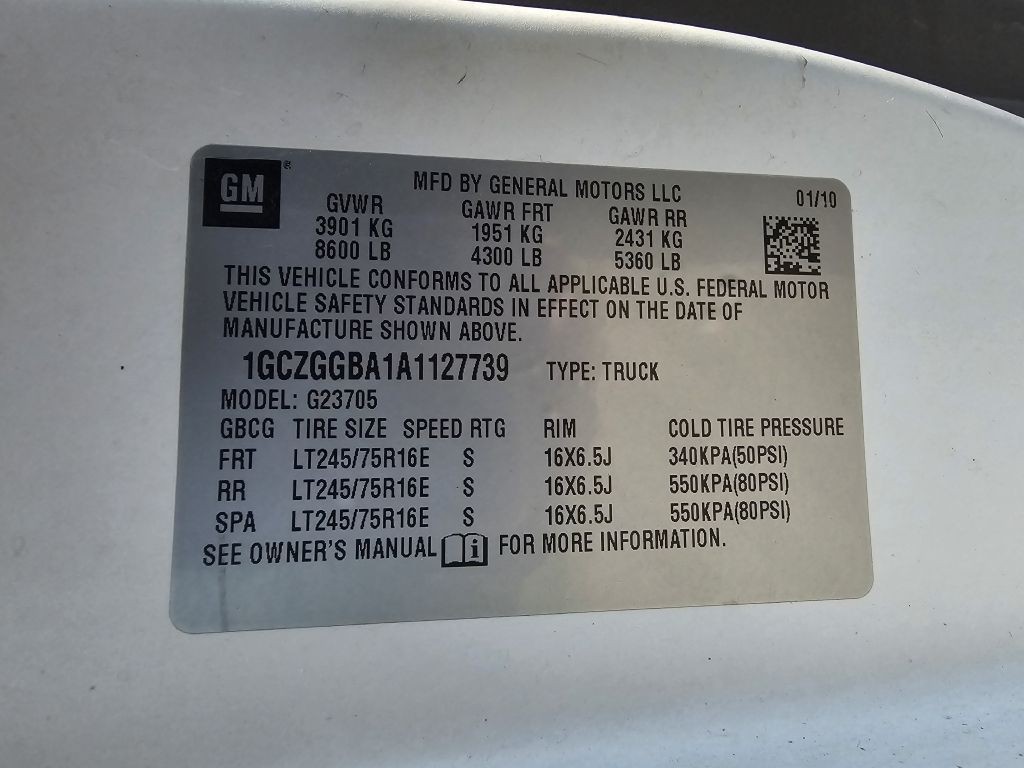 GM ®
MFD BY GENERAL MOTORS LLC 01/10
GVWR GAWR FRT GAWR RR
3901 KG 1951 KG 2431 KG
8600 LB 4300 LB 5360 LB
THIS VEHICLE CONFORMS TO ALL APPLICABLE U.S. FEDERAL MOTOR
VEHICLE SAFETY STANDARDS IN EFFECT ON THE DATE OF
MANUFACTURE SHOWN ABOVE.
1GCZGGBA1A1127739 TYPE: TRUCK
MODEL: G23705
GBCG TIRE SIZE SPEED RTG RIM COLD TIRE PRESSURE
FRT LT245/75R16E S 16X6.5J 340KPA(50PSI)
RR LT245/75R16E S 16X6.5J 550KPA(80PSI)
SPA LT245/75R16E S 16X6.5J 550KPA(80PSI)
SEE OWNER'S MANUAL i FOR MORE INFORMATION.